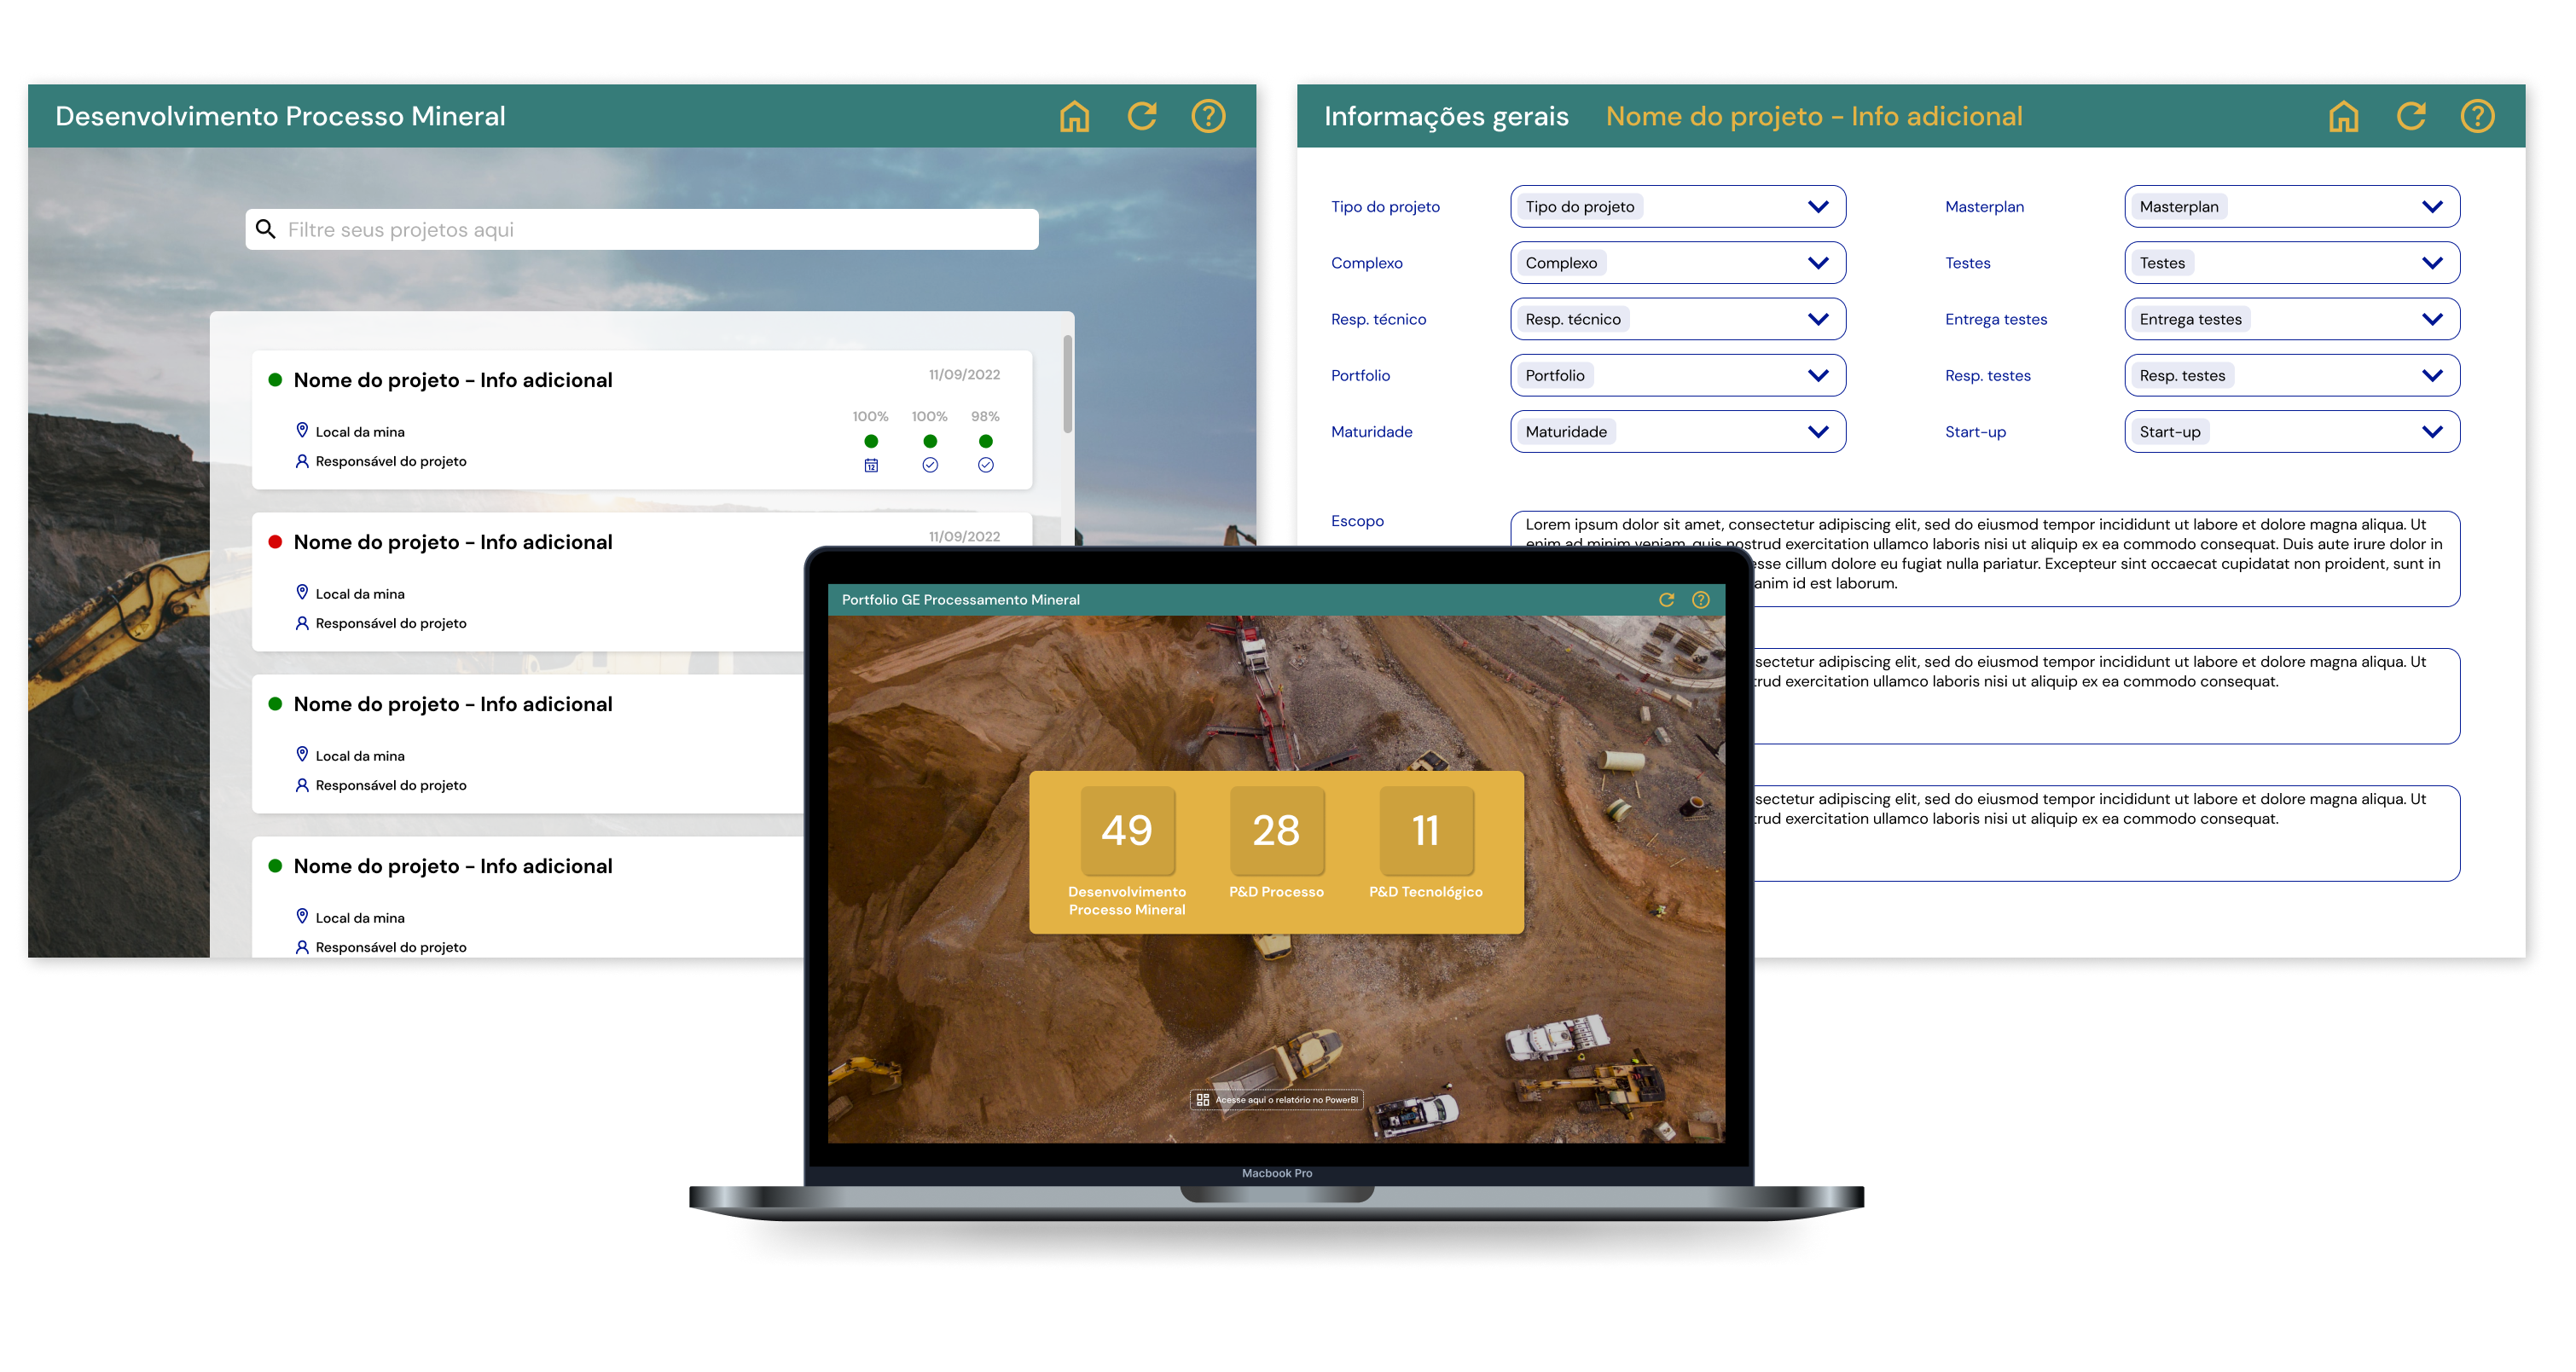 Desenvolvimento Processo Mineral
Filtre seus projetos aqui
Nome do projeto - Info adicional
11/09/2022
100% 100% 98%
12
Local da mina
Responsável do projeto
Nome do projeto - Info adicional
11/09/2022
Local da mina
Responsável do projeto
Nome do projeto - Info adicional
Local da mina
Responsável do projeto
Nome do projeto - Info adicional
Local da mina
Responsável do projeto
Informações gerais Nome do projeto - Info adicional
?
Tipo do projeto Tipo do projeto Masterplan Masterplan
Complexo Complexo Testes Testes
Resp. técnico Resp. técnico Entrega testes Entrega testes
Portfolio Portfolio Resp. testes Resp. testes
Maturidade Maturidade Start-up Start-up
Escopo
Lorem ipsum dolor sit amet, consectetur adipiscing elit, sed do eiusmod tempor incididunt ut labore et dolore magna aliqua. Ut
enim ad minim veniam, quis nostrud exercitation ullamco laboris nisi ut aliquip ex ea commodo consequat. Duis aute irure dolor in
esse cillum dolore eu fugiat nulla pariatur. Excepteur sint occaecat cupidatat non proident, sunt in
anim id est laborum.
sectetur adipiscing elit, sed do eiusmod tempor incididunt ut labore et dolore magna aliqua. Ut
trud exercitation ullamco laboris nisi ut aliquip ex ea commodo consequat.
sectetur adipiscing elit, sed do eiusmod tempor incididunt ut labore et dolore magna aliqua. Ut
trud exercitation ullamco laboris nisi ut aliquip ex ea commodo consequat.
Portfolio GE Processamento Mineral
49 28 11
Desenvolvimento P&D Processo P&D Tecnológico
Processo Mineral
Acesse aqui o relatório no PowerBI
Macbook Pro